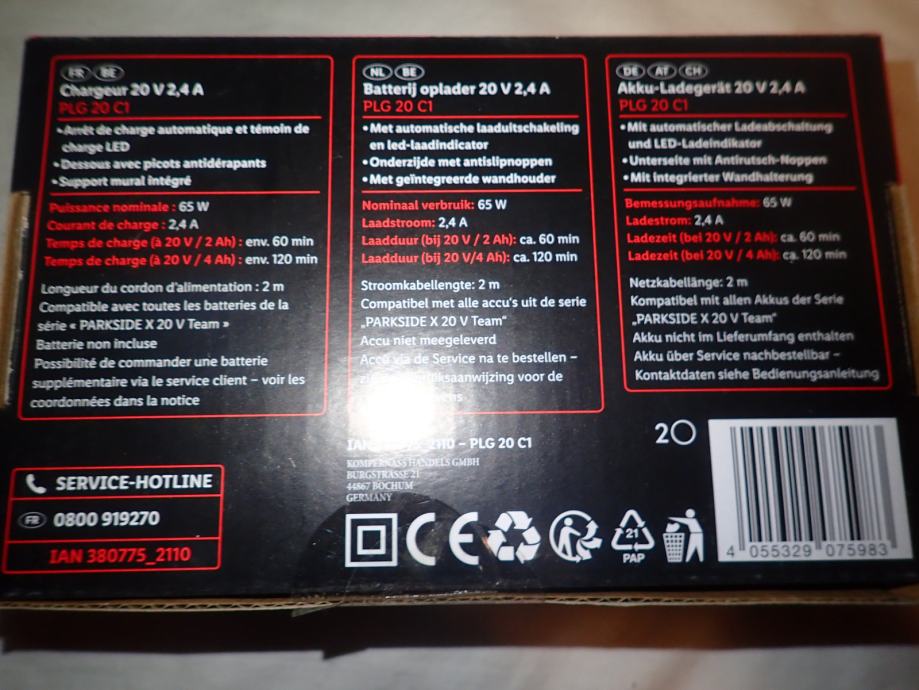 FR BE
Chargeur 20 V 2,4 A
PLG 20 C1
• Arrêt de charge automatique et témoin de
charge LED
• Dessous avec picots antidérapants
• Support mural intégré
Puissance nominale : 65 W
Courant de charge : 2,4 A
Temps de charge (à 20 V / 2 Ah) : env. 60 min
Temps de charge (à 20 V / 4 Ah) : env. 120 min
Longueur du cordon d'alimentation : 2 m
Compatible avec toutes les batteries de la
série « PARKSIDE X 20 V Team »
Batterie non incluse
Possibilité de commander une batterie
supplémentaire via le service client – voir les
coordonnées dans la notice
NL BE
Batterij oplader 20 V 2,4 A
PLG 20 C1
• Met automatische laaduitschakeling
en led-laadindicator
• Onderzijde met antislipnoppen
• Met geïntegreerde wandhouder
Nominaal verbruik: 65 W
Laadstroom: 2,4 A
Laadduur (bij 20 V / 2 Ah): ca. 60 min
Laadduur (bij 20 V/4 Ah): ca. 120 min
Stroomkabellengte: 2 m
Compatibel met alle accu's uit de serie
„PARKSIDE X 20 V Team"
Accu niet meegeleverd
Accu via de Service na te bestellen –
voor de
DE AT CH
Akku-Ladegerät 20 V 2,4 A
PLG 20 C1
• Mit automatischer Ladeabschaltung
und LED-Ladeindikator
• Unterseite mit Antirutsch-Noppen
• Mit integrierter Wandhalterung
Bemessungsaufnahme: 65 W
Ladestrom: 2,4 A
Ladezeit (bei 20 V / 2 Ah): ca. 60 min
Ladezeit (bei 20 V / 4 Ah): ca. 120 min
Netzkabellänge: 2 m
Kompatibel mit allen Akkus der Serie
„PARKSIDE X 20 V Team"
Akku nicht im Lieferumfang enthalten
Akku über Service nachbestellbar –
Kontaktdaten siehe Bedienungsanleitung
SERVICE-HOTLINE
FR 0800 919270
IAN 380775_2110
IAN 2110 – PLG 20 C1
KOMPERNASS HANDELS GMBH
BURGSTRASSE 21
44867 BOCHUM
GERMANY
CE
21
PAP
20
4 055329 075983